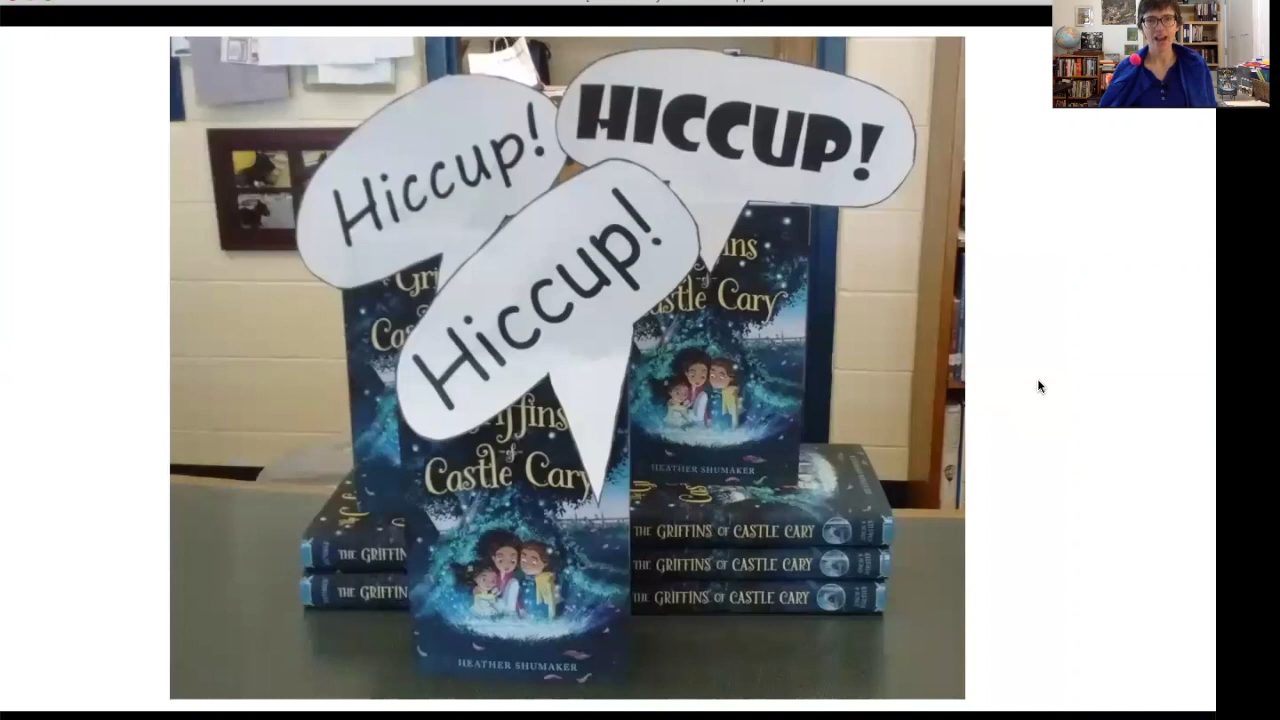 Hiccup!
HICCUP!
Hiccup!
Castle Cary
Griffins
of
Castle Cary
HEATHER SHUMAKER
THE GRIFFINS OF CASTLE CARY
THE GRIFFINS OF CASTLE CARY
THE GRIFFINS OF CASTLE CARY
HEATHER SHUMAKER